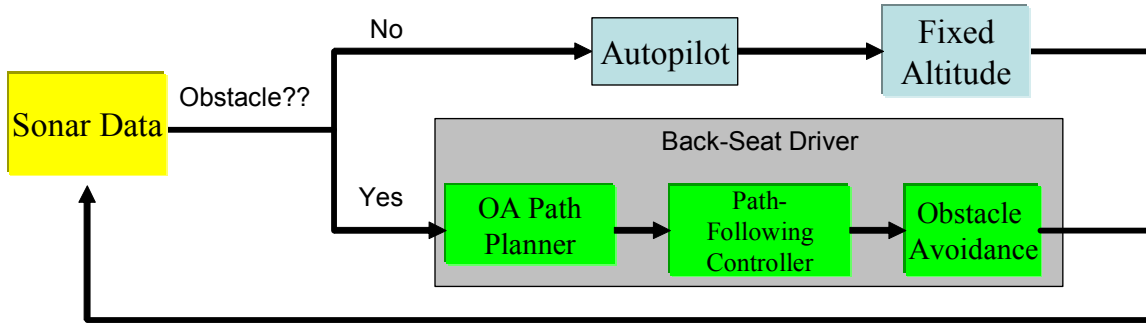 No
Autopilot
Fixed
Altitude
Sonar Data
Obstacle??
Back-Seat Driver
Yes
OA Path
Planner
Path-
Following
Controller
Obstacle
Avoidance